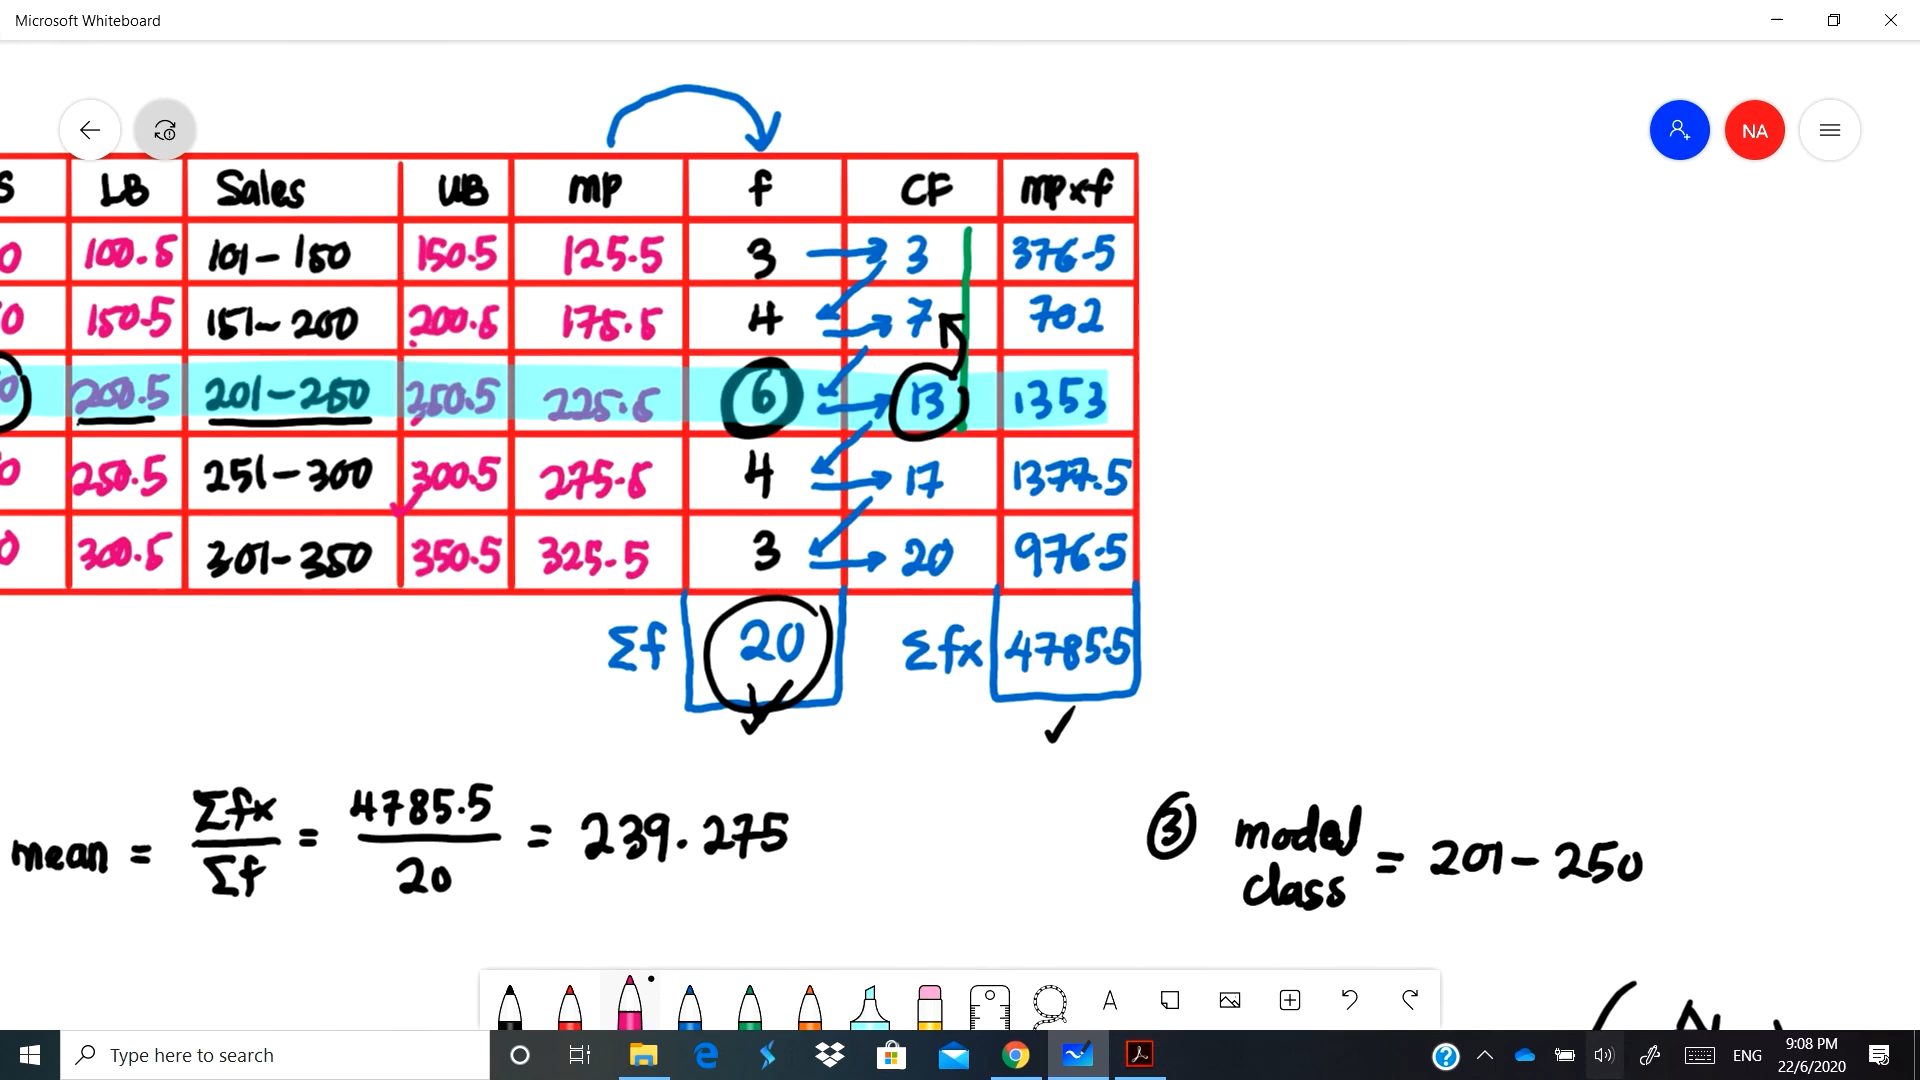 Microsoft Whiteboard
NA
S LB Sales UB mp f CF mp×f
0 100.5 101-150 150.5 125.5 3 3 376.5
0 150.5 151-200 200.5 175.5 4 7 702
0 200.5 201-250 250.5 225.5 6 13 1353
0 250.5 251-300 300.5 275.5 4 17 1377.5
0 300.5 301-350 350.5 325.5 3 20 976.5
Σf 20 Σfx 4785.5
mean = Σfx/Σf = 4785.5/20 = 239.275
③ modal class = 201-250
Type here to search
ENG
9:08 PM
22/6/2020